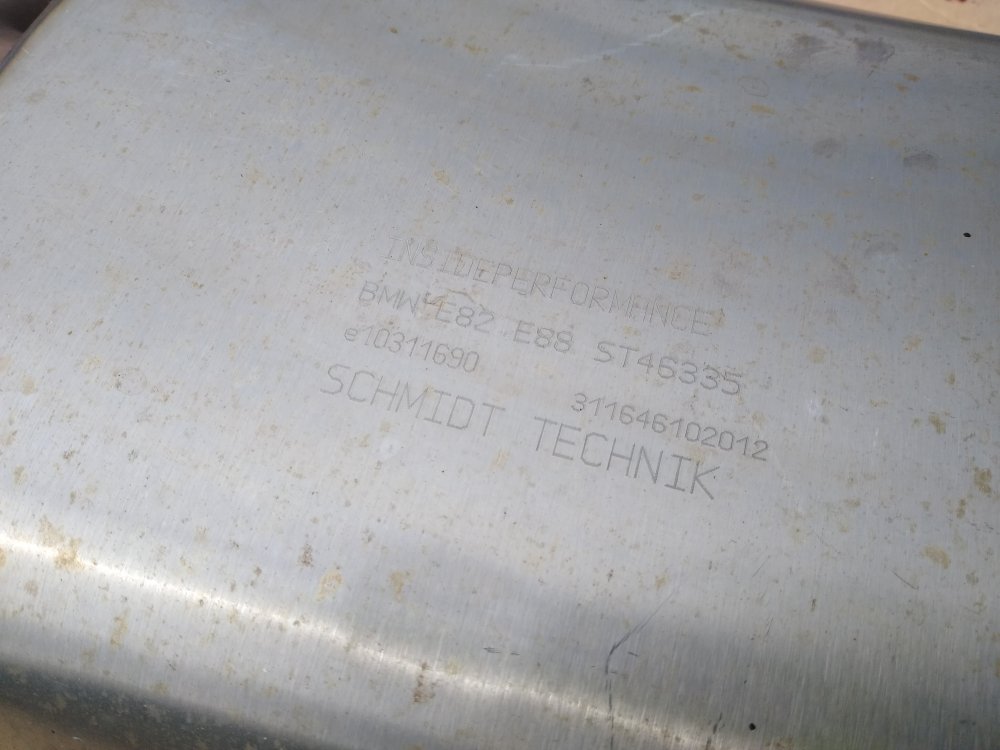 INSIDEPERFORMANCE
BMW E82 E88 ST46335
e10311690 311646102012
SCHMIDT TECHNIK